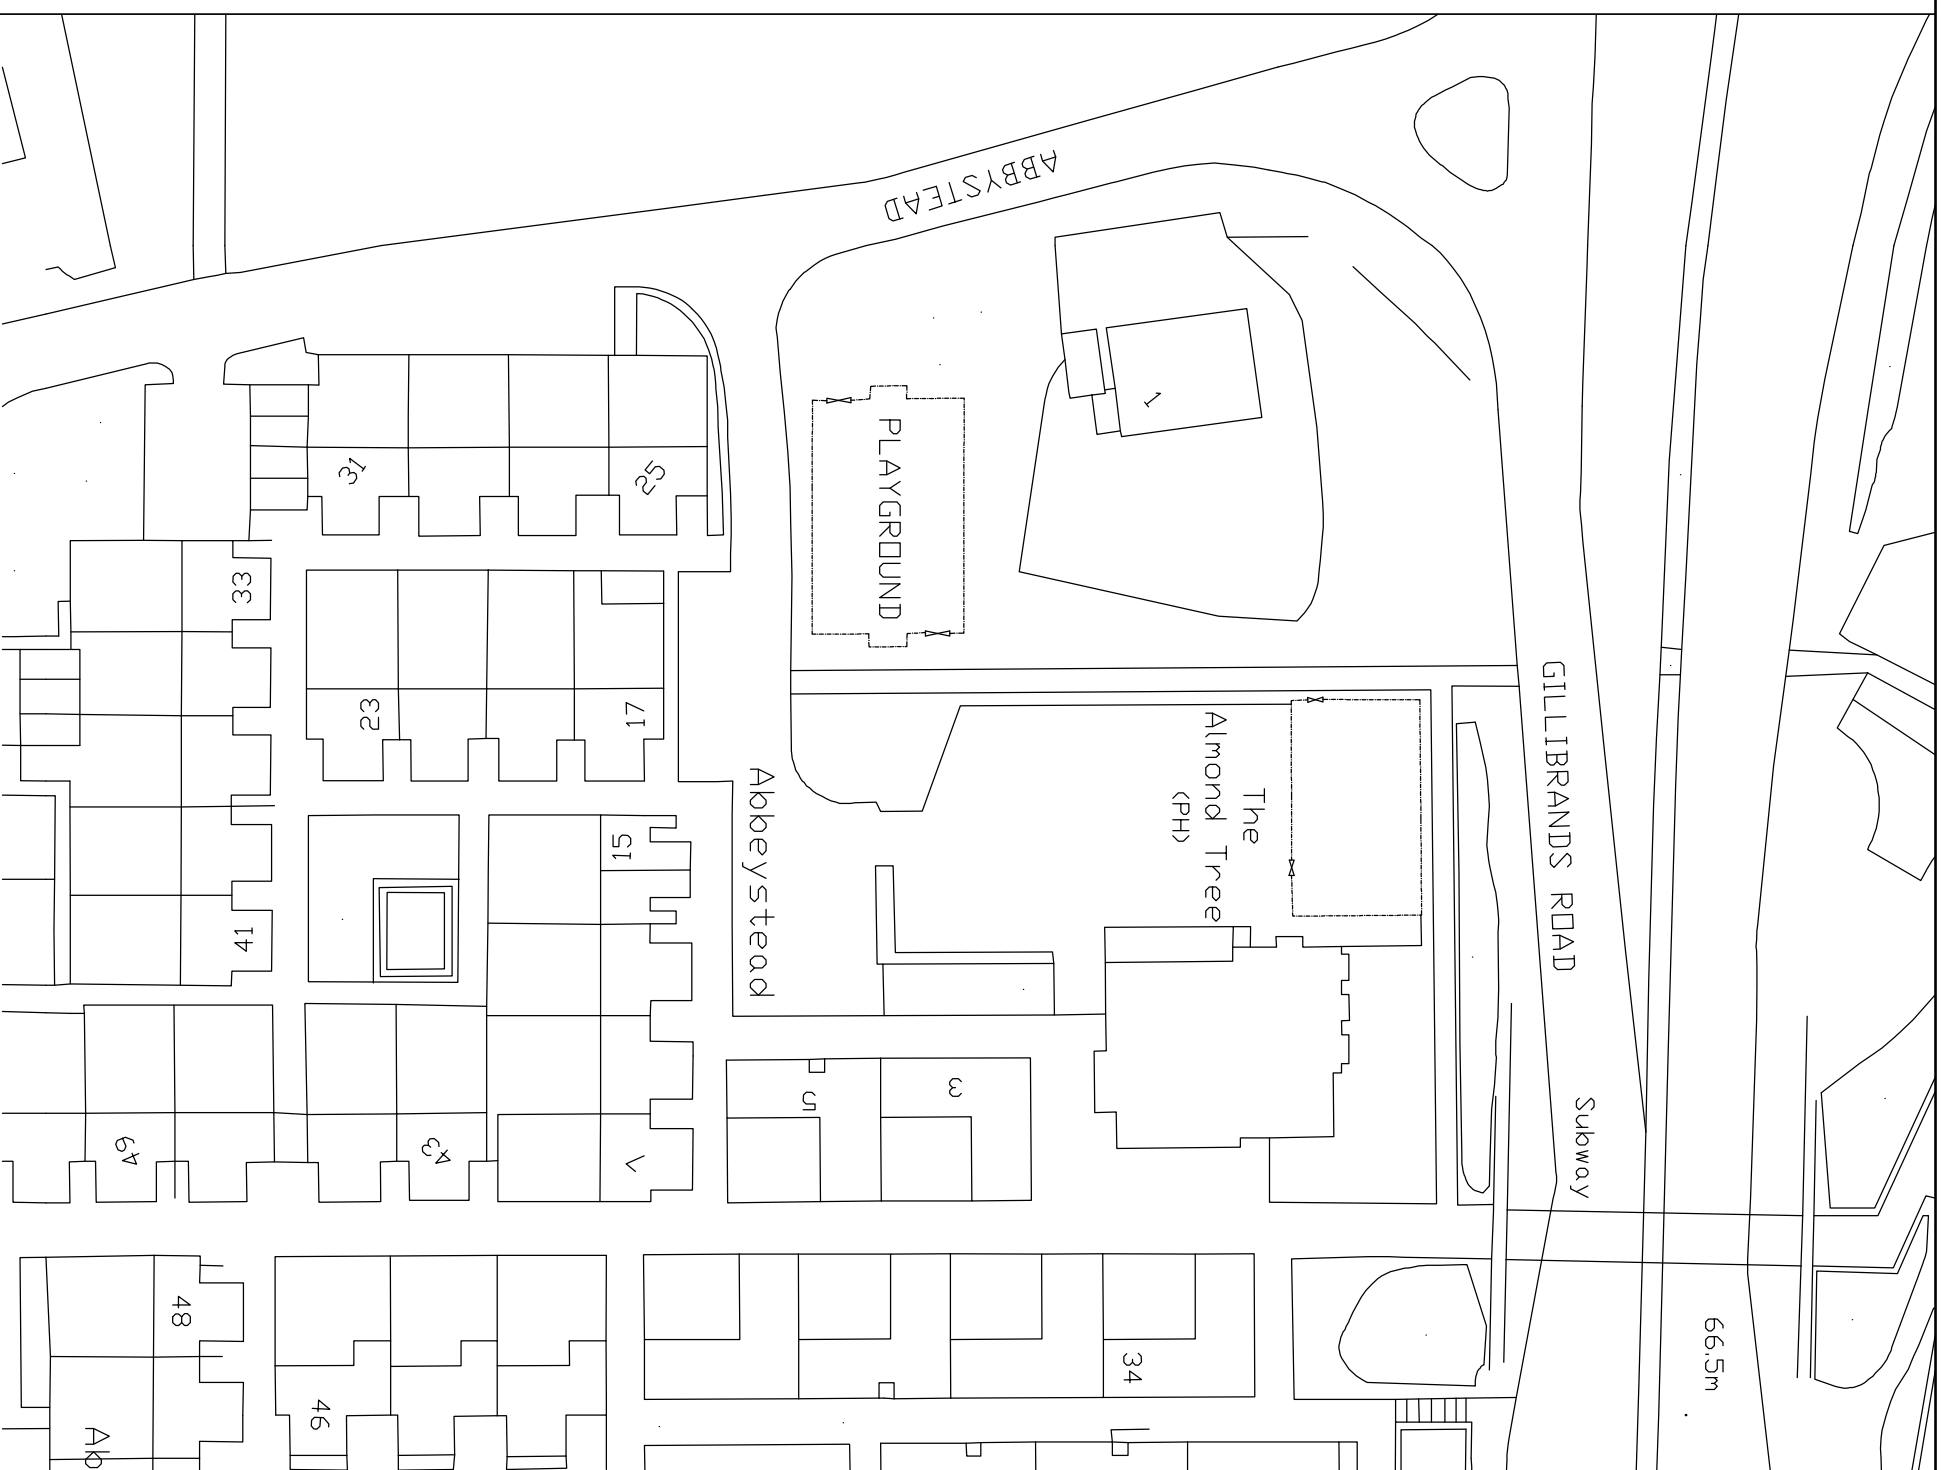 ABBYSTEAD
1
PLAYGROUND
31
25
33
23
17
GILLIBRANDS ROAD
The
Almond Tree
(PH)
Abbeystead
15
41
5
3
Subway
49
43
7
48
46
34
66.5m
Ab